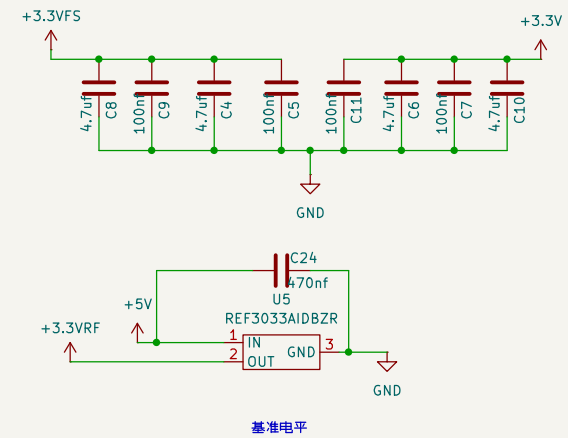 +3.3VFS
+3.3V
4.7uf
C8
100nf
C9
4.7uf
C4
100nf
C5
100nf
C11
4.7uf
C6
100nf
C7
4.7uf
C10
GND
C24
470nf
U5
+5V
REF3033AIDBZR
+3.3VRF
1
IN
GND
3
2
OUT
GND
基准电平